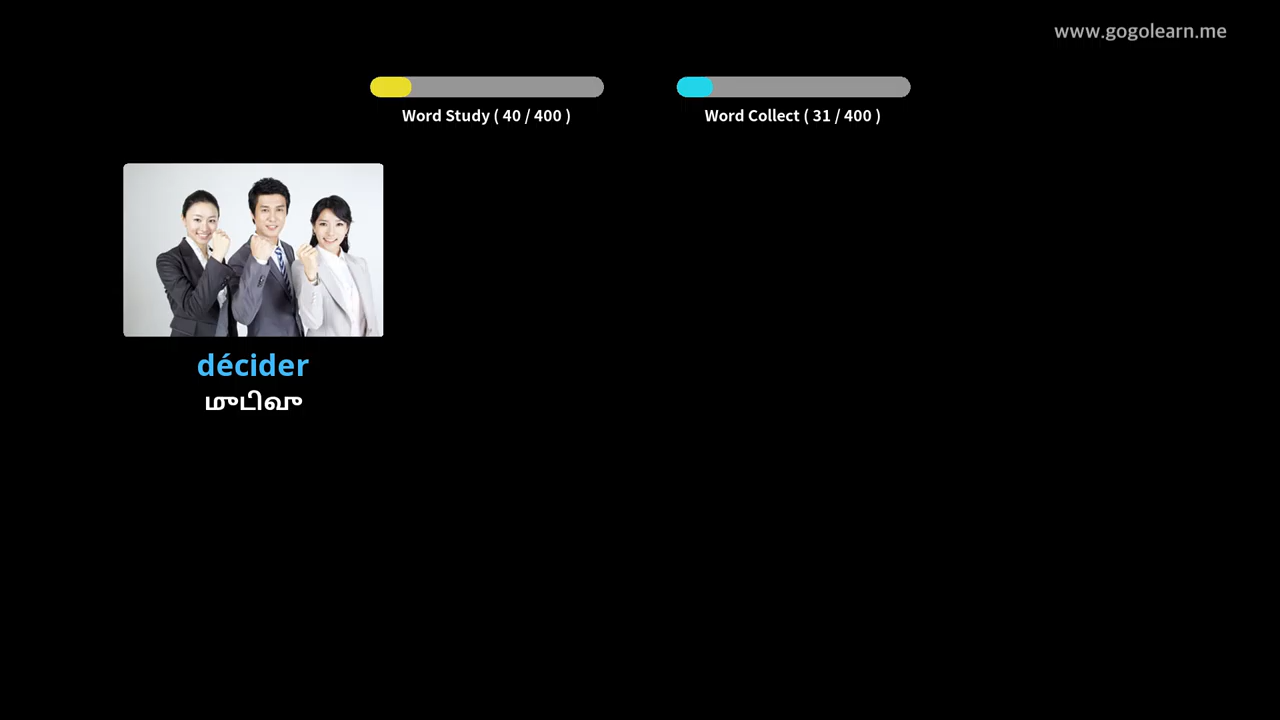 www.gogolearn.me
Word Study ( 40 / 400 )
Word Collect ( 31 / 400 )
décider
முடிவு